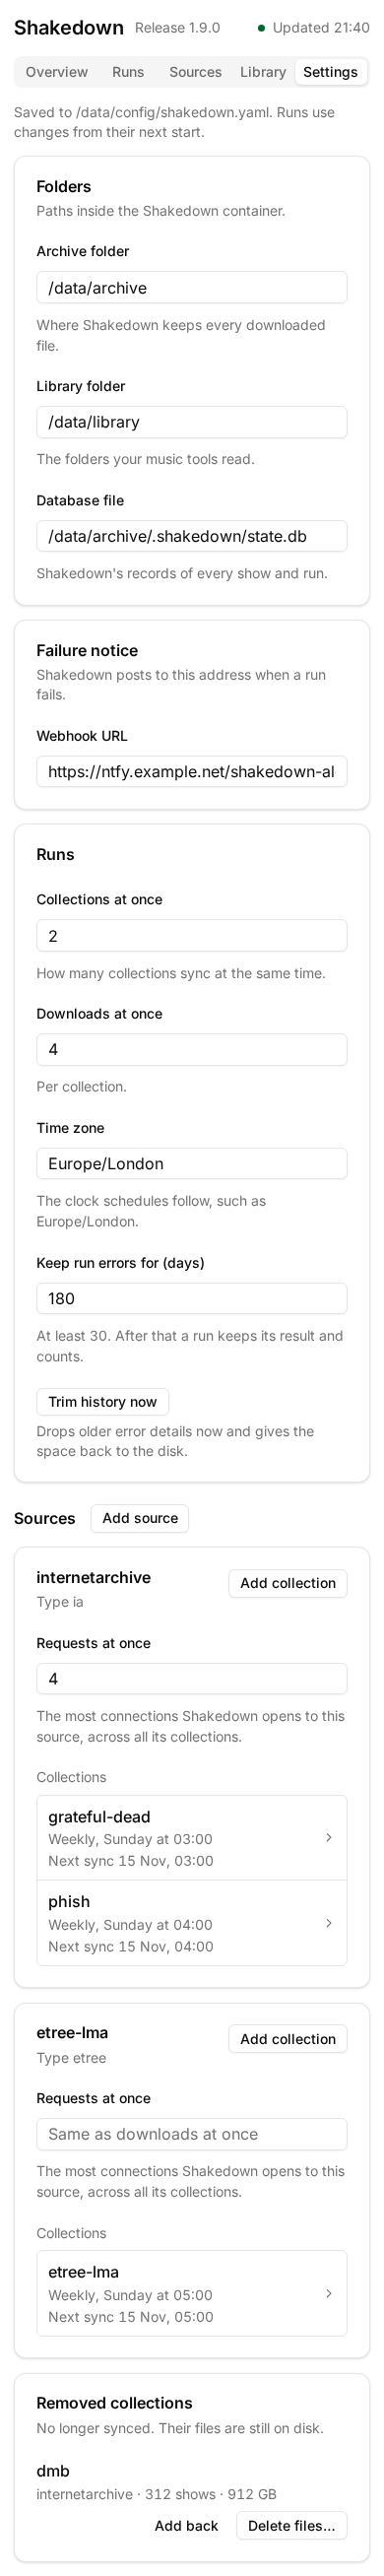 Shakedown Release 1.9.0 Updated 21:40
Overview Runs Sources Library Settings
Saved to /data/config/shakedown.yaml. Runs use
changes from their next start.
Folders
Paths inside the Shakedown container.
Archive folder
/data/archive
Where Shakedown keeps every downloaded
file.
Library folder
/data/library
The folders your music tools read.
Database file
/data/archive/.shakedown/state.db
Shakedown's records of every show and run.
Failure notice
Shakedown posts to this address when a run
fails.
Webhook URL
https://ntfy.example.net/shakedown-al
Runs
Collections at once
2
How many collections sync at the same time.
Downloads at once
4
Per collection.
Time zone
Europe/London
The clock schedules follow, such as
Europe/London.
Keep run errors for (days)
180
At least 30. After that a run keeps its result and
counts.
Trim history now
Drops older error details now and gives the
space back to the disk.
Sources Add source
internetarchive Add collection
Type ia
Requests at once
4
The most connections Shakedown opens to this
source, across all its collections.
Collections
grateful-dead
Weekly, Sunday at 03:00
Next sync 15 Nov, 03:00
phish
Weekly, Sunday at 04:00
Next sync 15 Nov, 04:00
etree-lma Add collection
Type etree
Requests at once
Same as downloads at once
The most connections Shakedown opens to this
source, across all its collections.
Collections
etree-lma
Weekly, Sunday at 05:00
Next sync 15 Nov, 05:00
Removed collections
No longer synced. Their files are still on disk.
dmb
internetarchive · 312 shows · 912 GB
Add back Delete files...